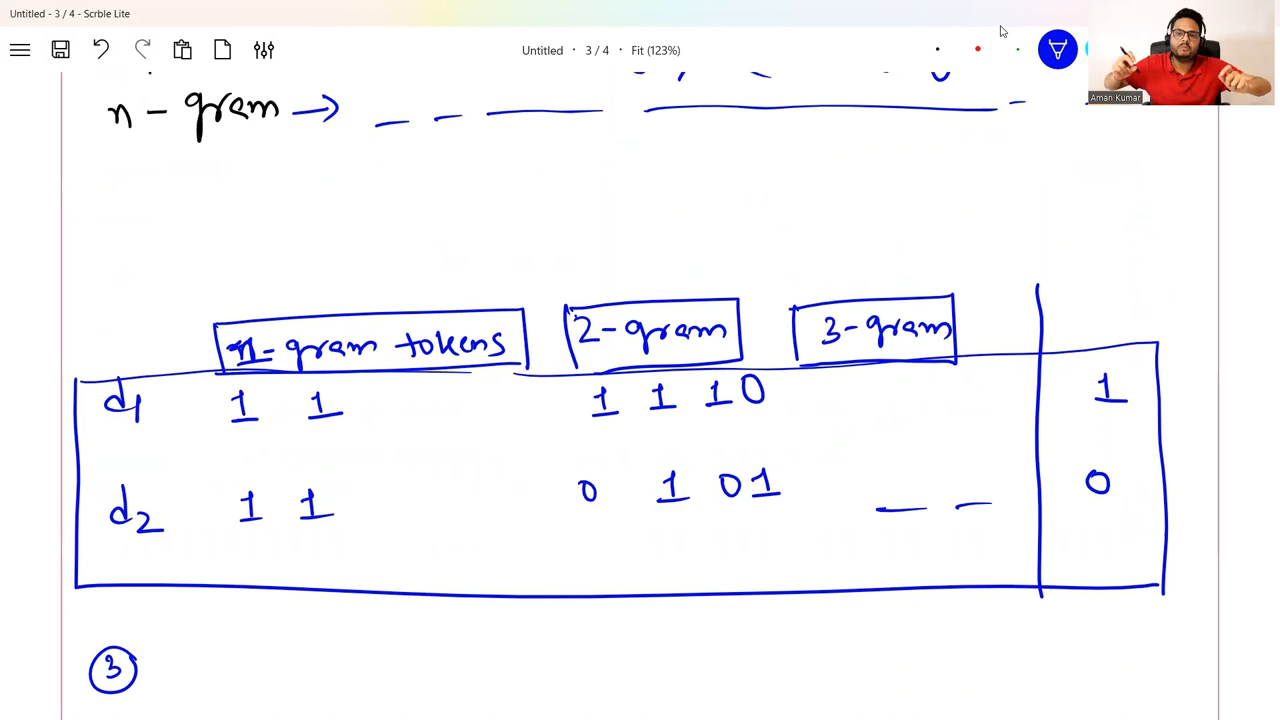 Untitled - 3 / 4 - Scrble Lite
Untitled · 3 / 4 · Fit (123%)
Aman Kumar
n - gram →
n- gram tokens 2-gram 3-gram
d1 1 1 1 1 1 0 1
d2 1 1 0 1 0 1 0
3